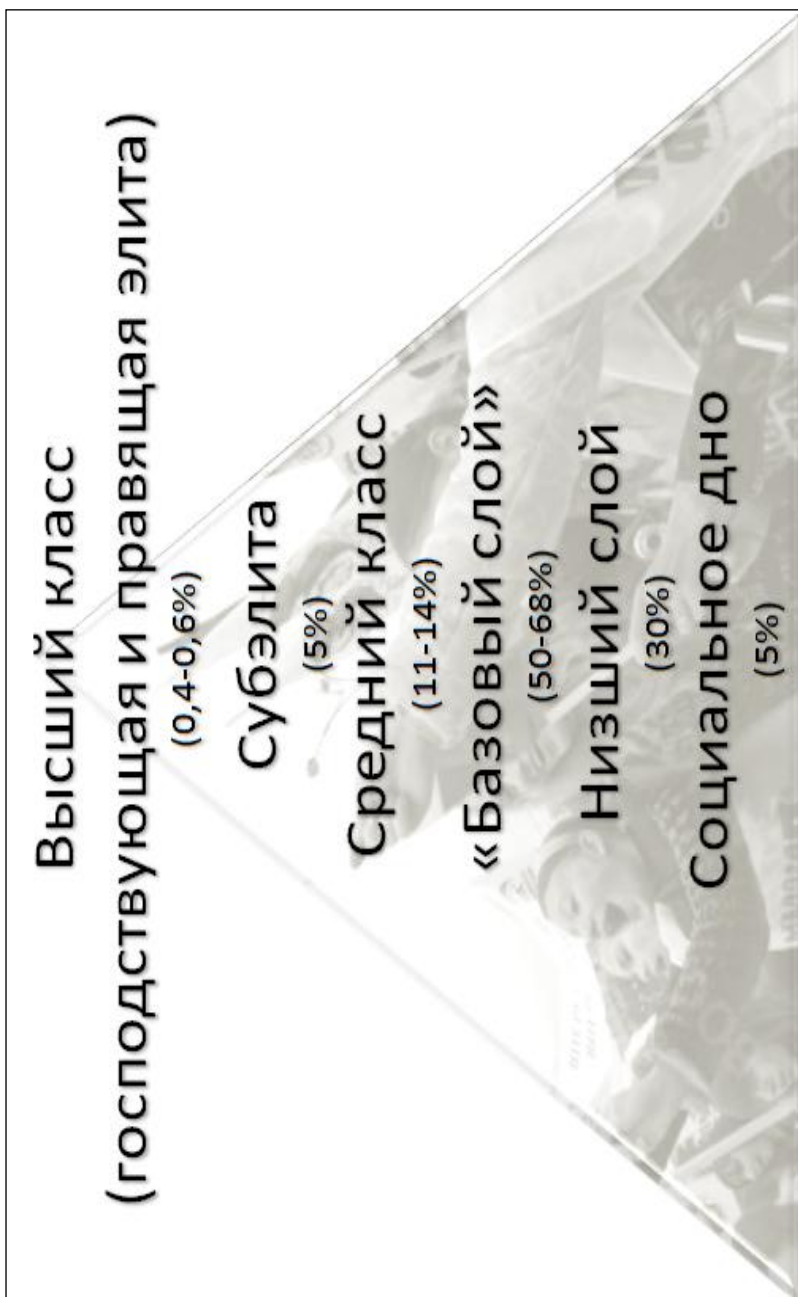 Высший класс
(господствующая и правящая элита)
(0,4-0,6%)
Субэлита
(5%)
Средний класс
(11-14%)
«Базовый слой»
(50-68%)
Низший слой
(30%)
Социальное дно
(5%)